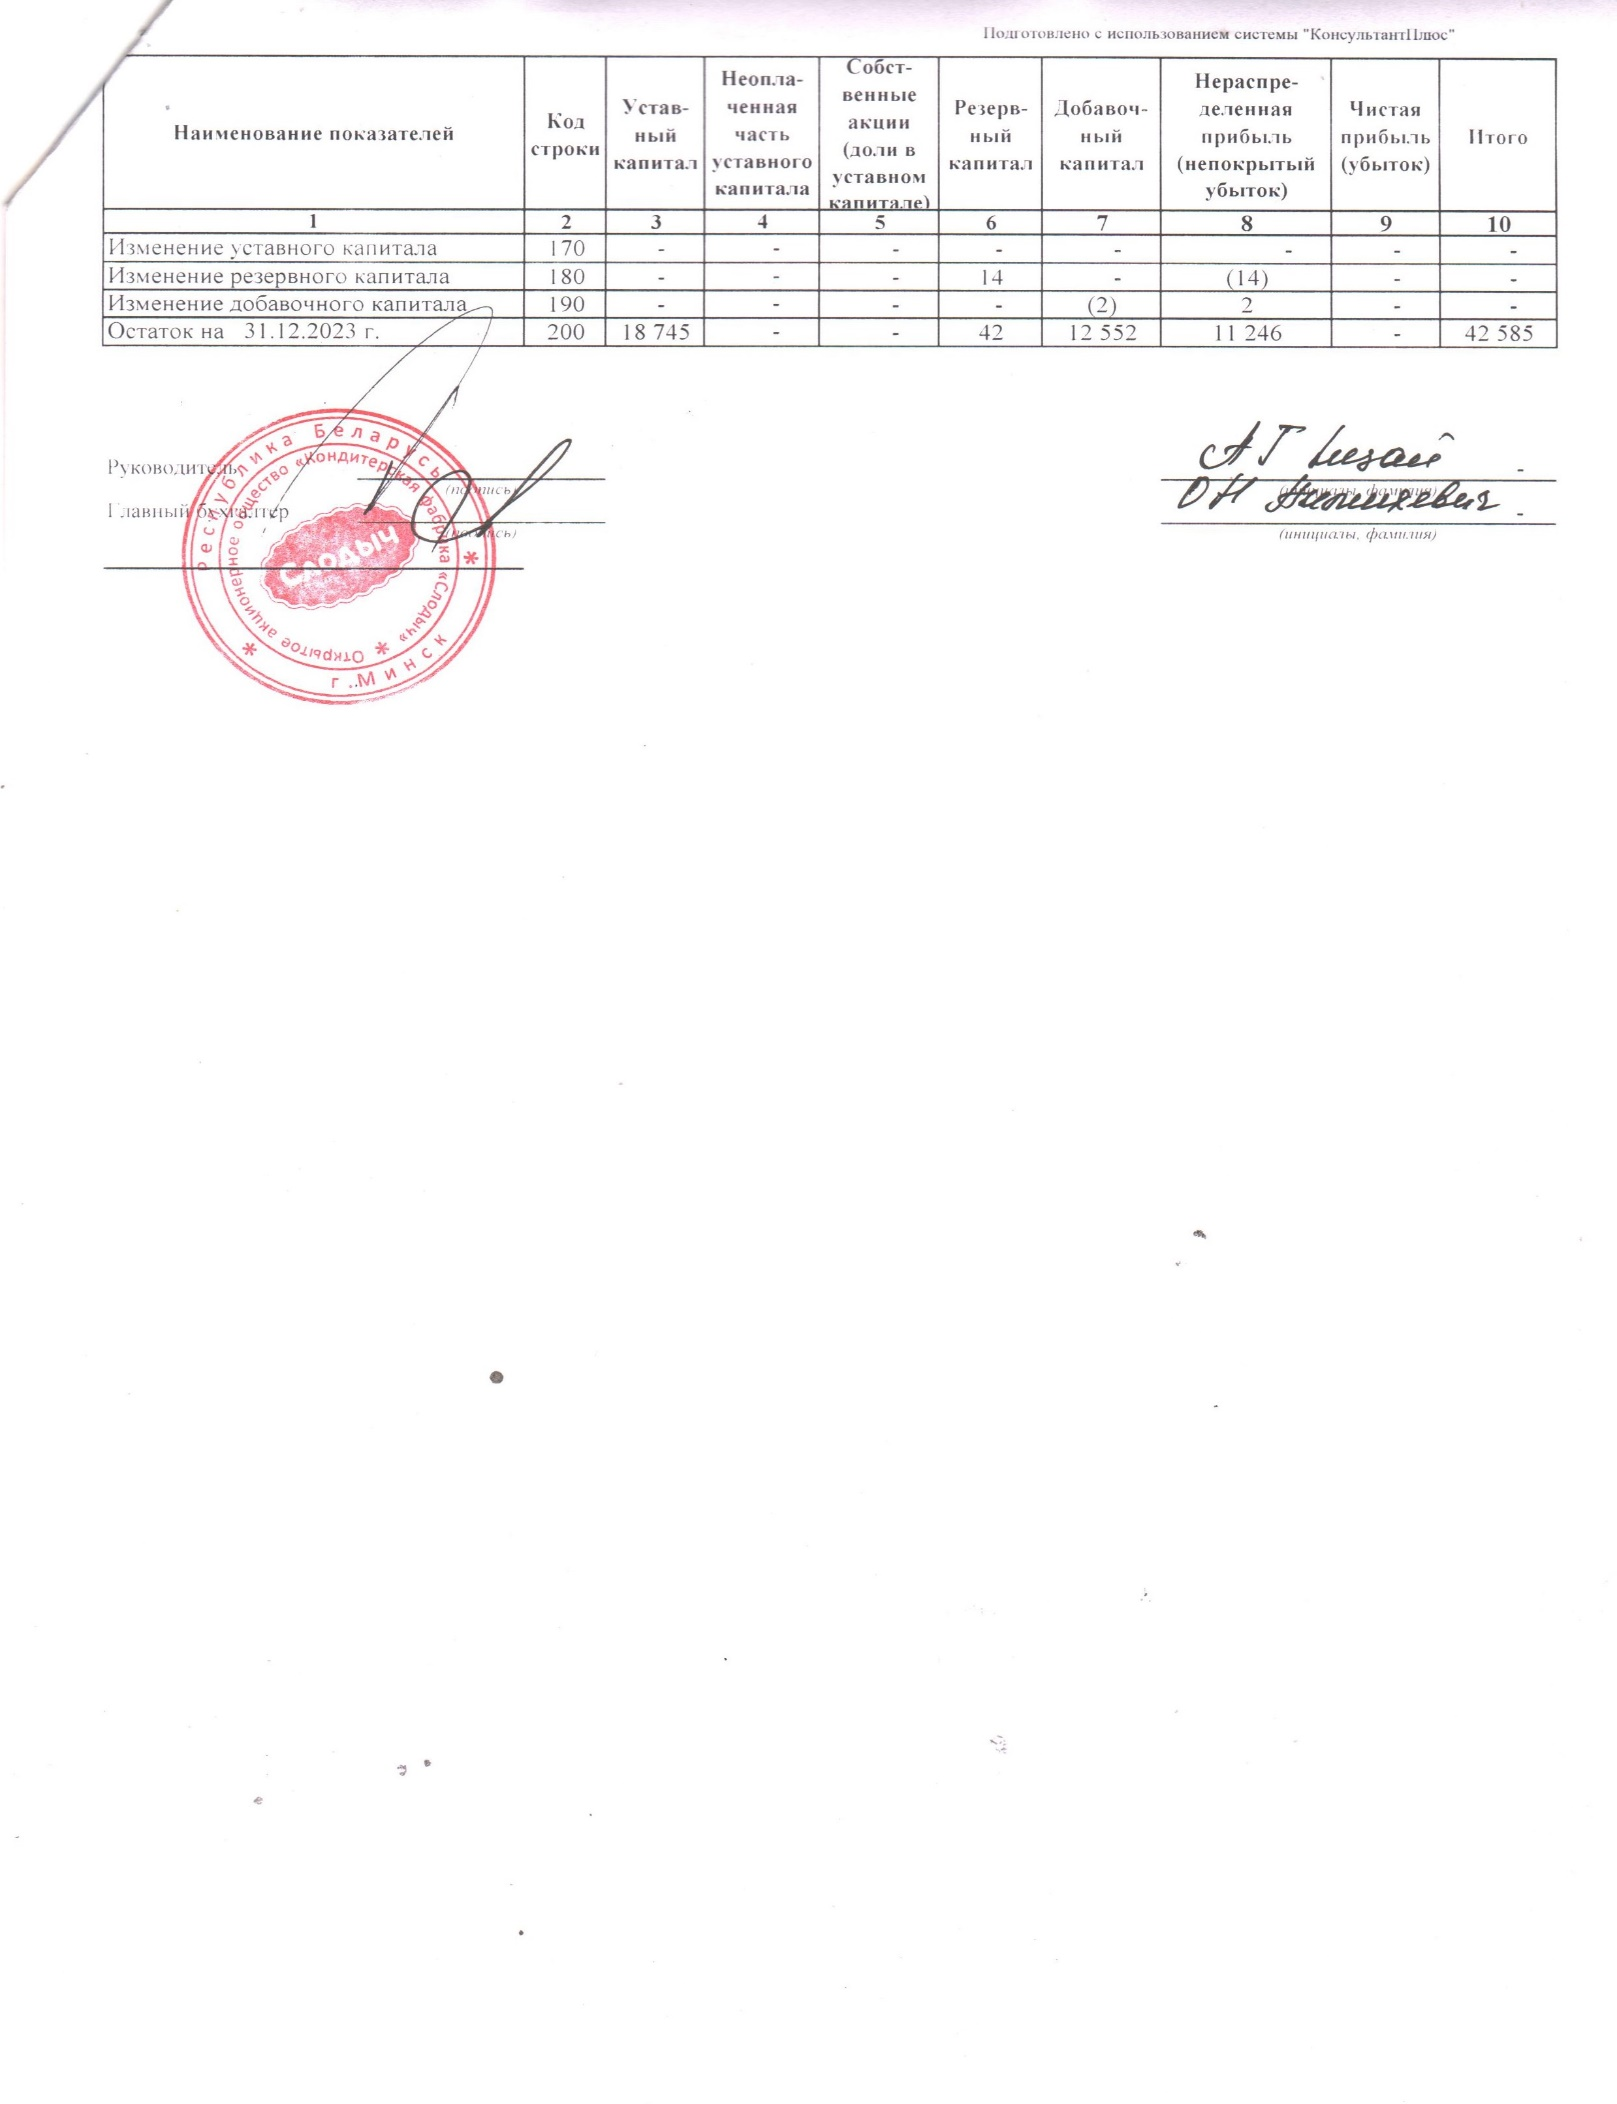 Подготовлено с использованием системы "КонсультантПлюс"
Наименование показателей Код строки Устав-ный капитал Неопла-ченная часть уставного капитала Собст-венные акции (доли в уставном капитале) Резерв-ный капитал Добавоч-ный капитал Нераспре-деленная прибыль (непокрытый убыток) Чистая прибыль (убыток) Итого
1 2 3 4 5 6 7 8 9 10
Изменение уставного капитала 170 - - - - - - - -
Изменение резервного капитала 180 - - - 14 - (14) - -
Изменение добавочного капитала 190 - - - - (2) 2 - -
Остаток на 31.12.2023 г. 200 18 745 - - 42 12 552 11 246 - 42 585
Руководитель А Г -
(подпись) (инициалы, фамилия)
Главный бухгалтер О Н -
(подпись) (инициалы, фамилия)
Республика Беларусь
г.Минск
Открытое акционерное общество «Кондитерская фабрика «Слодыч»
Слодыч